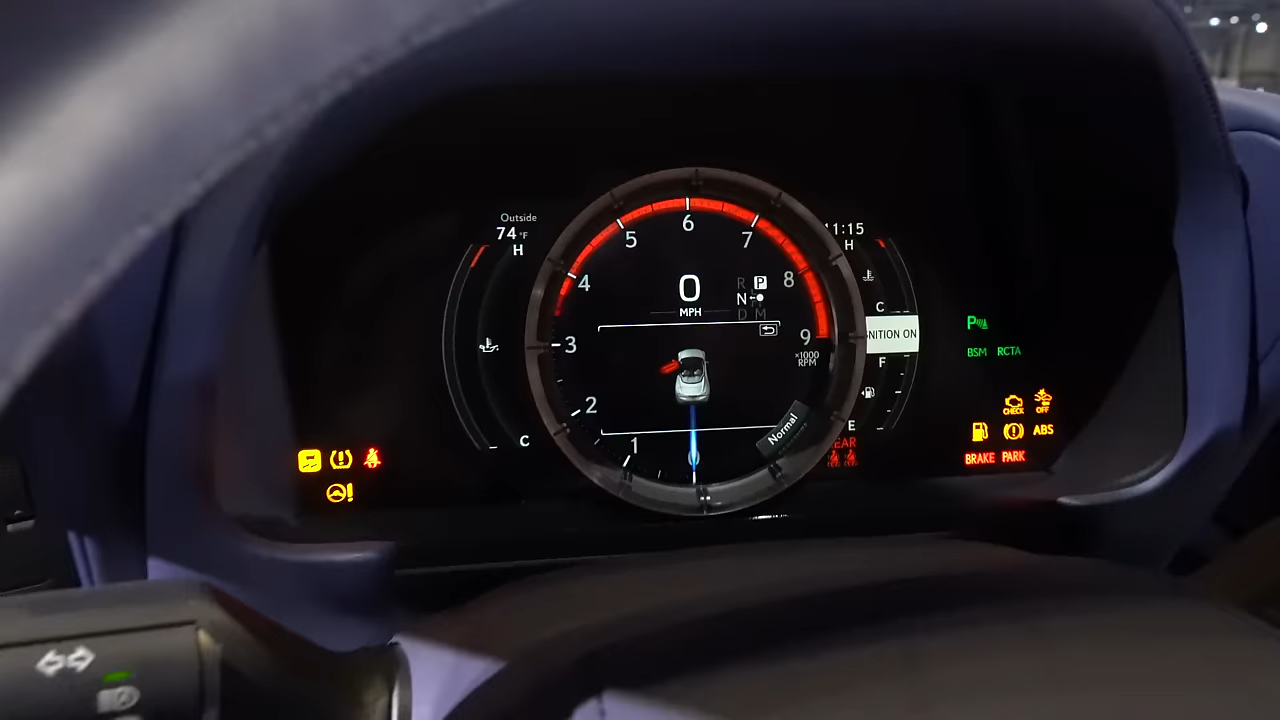 Outside
74°F
H
C
1
2
3
4
5
6
7
8
9
×1000
RPM
0
MPH
R
P
N
D M
Normal
11:15
H
C
NITION ON
F
E
EAR
P
BSM RCTA
CHECK
OFF
ABS
BRAKE PARK